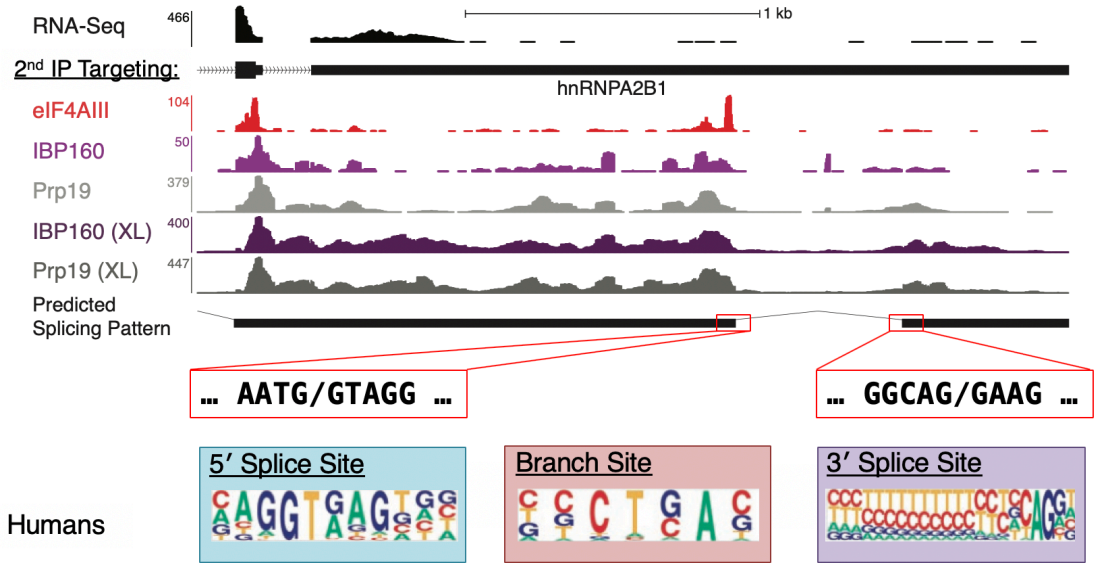 RNA-Seq
466
1 kb
2nd IP Targeting:
hnRNPA2B1
eIF4AIII
104
IBP160
50
Prp19
379
IBP160 (XL)
400
Prp19 (XL)
447
Predicted
Splicing Pattern
... AATG/GTAGG ...
... GGCAG/GAAG ...
5′ Splice Site
Branch Site
3′ Splice Site
Humans